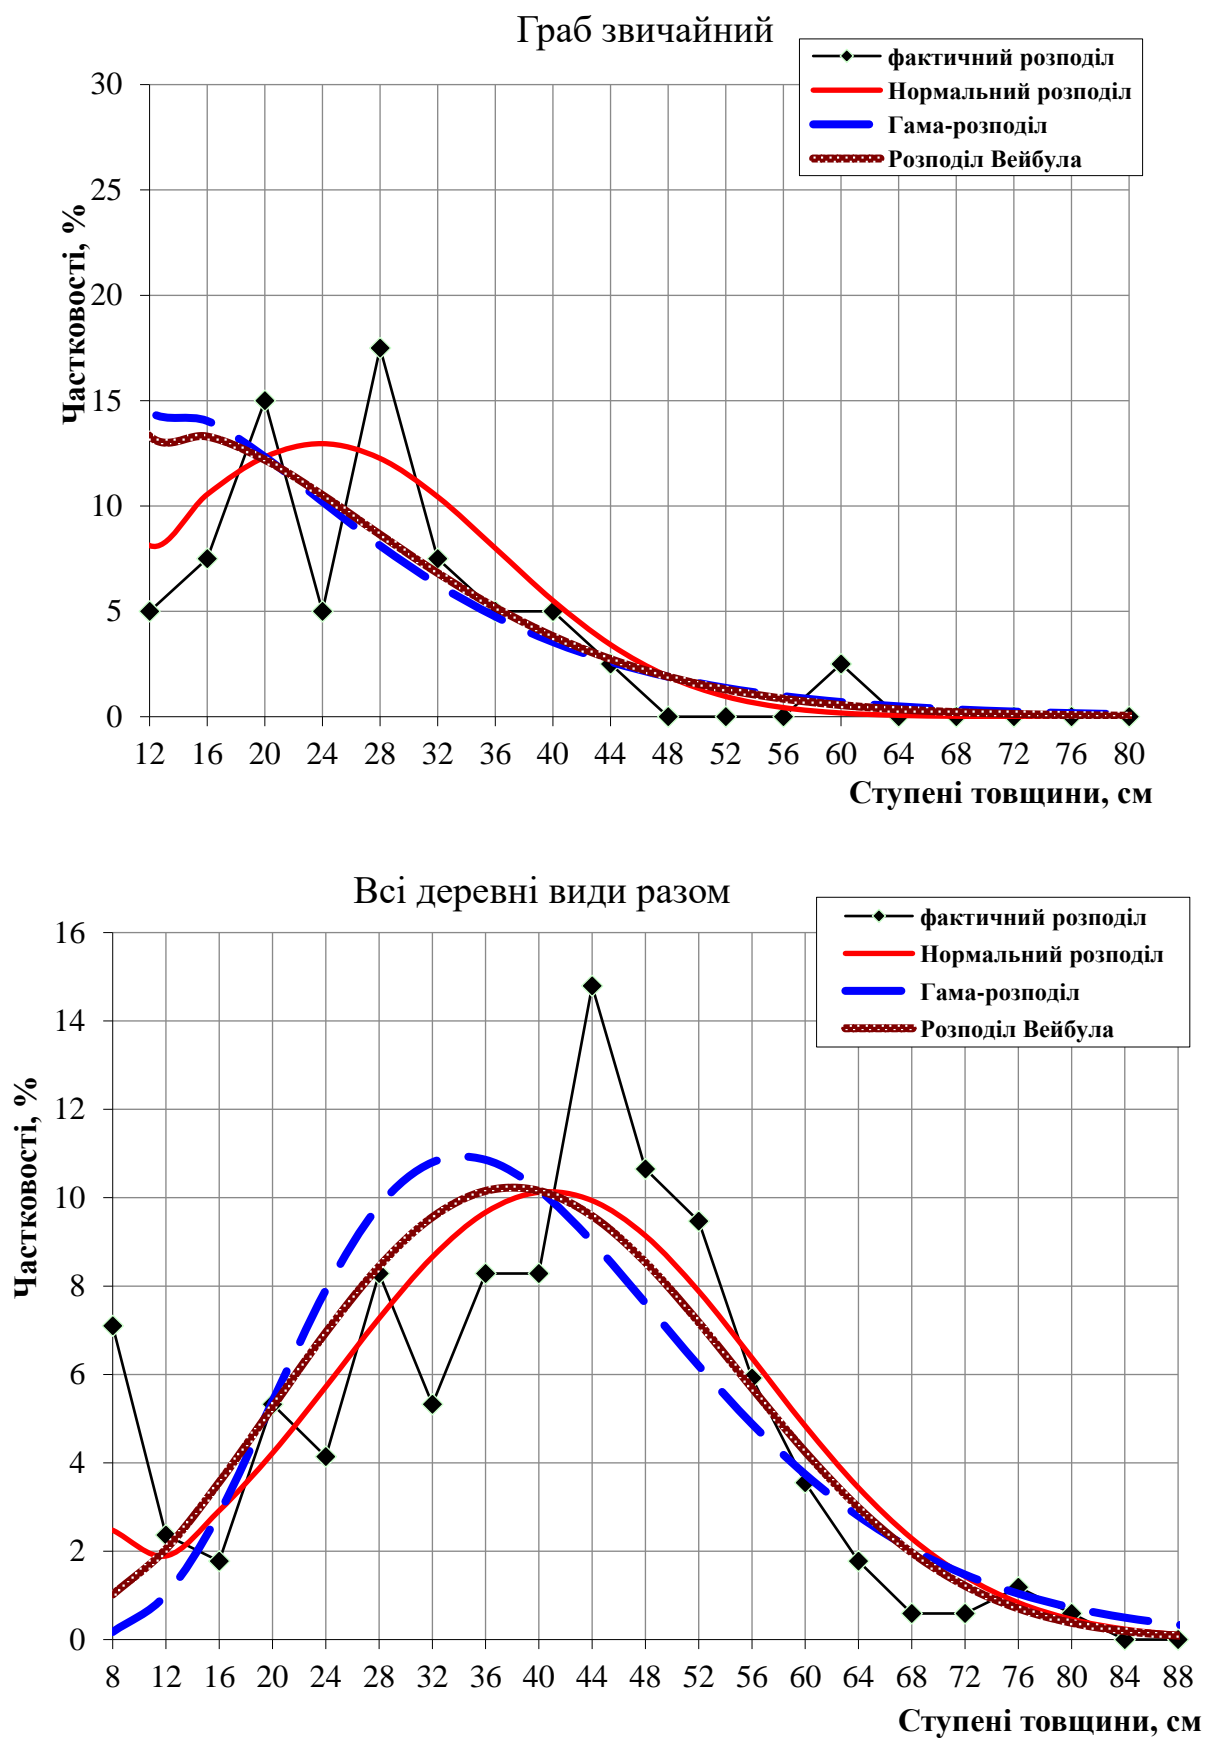 Граб звичайний
фактичний розподіл
Нормальний розподіл
Гама-розподіл
Розподіл Вейбула
Частковості, %
30
25
20
15
10
5
0
12 16 20 24 28 32 36 40 44 48 52 56 60 64 68 72 76 80
Ступені товщини, см
Всі деревні види разом
фактичний розподіл
Нормальний розподіл
Гама-розподіл
Розподіл Вейбула
Частковості, %
16
14
12
10
8
6
4
2
0
8 12 16 20 24 28 32 36 40 44 48 52 56 60 64 68 72 76 80 84 88
Ступені товщини, см